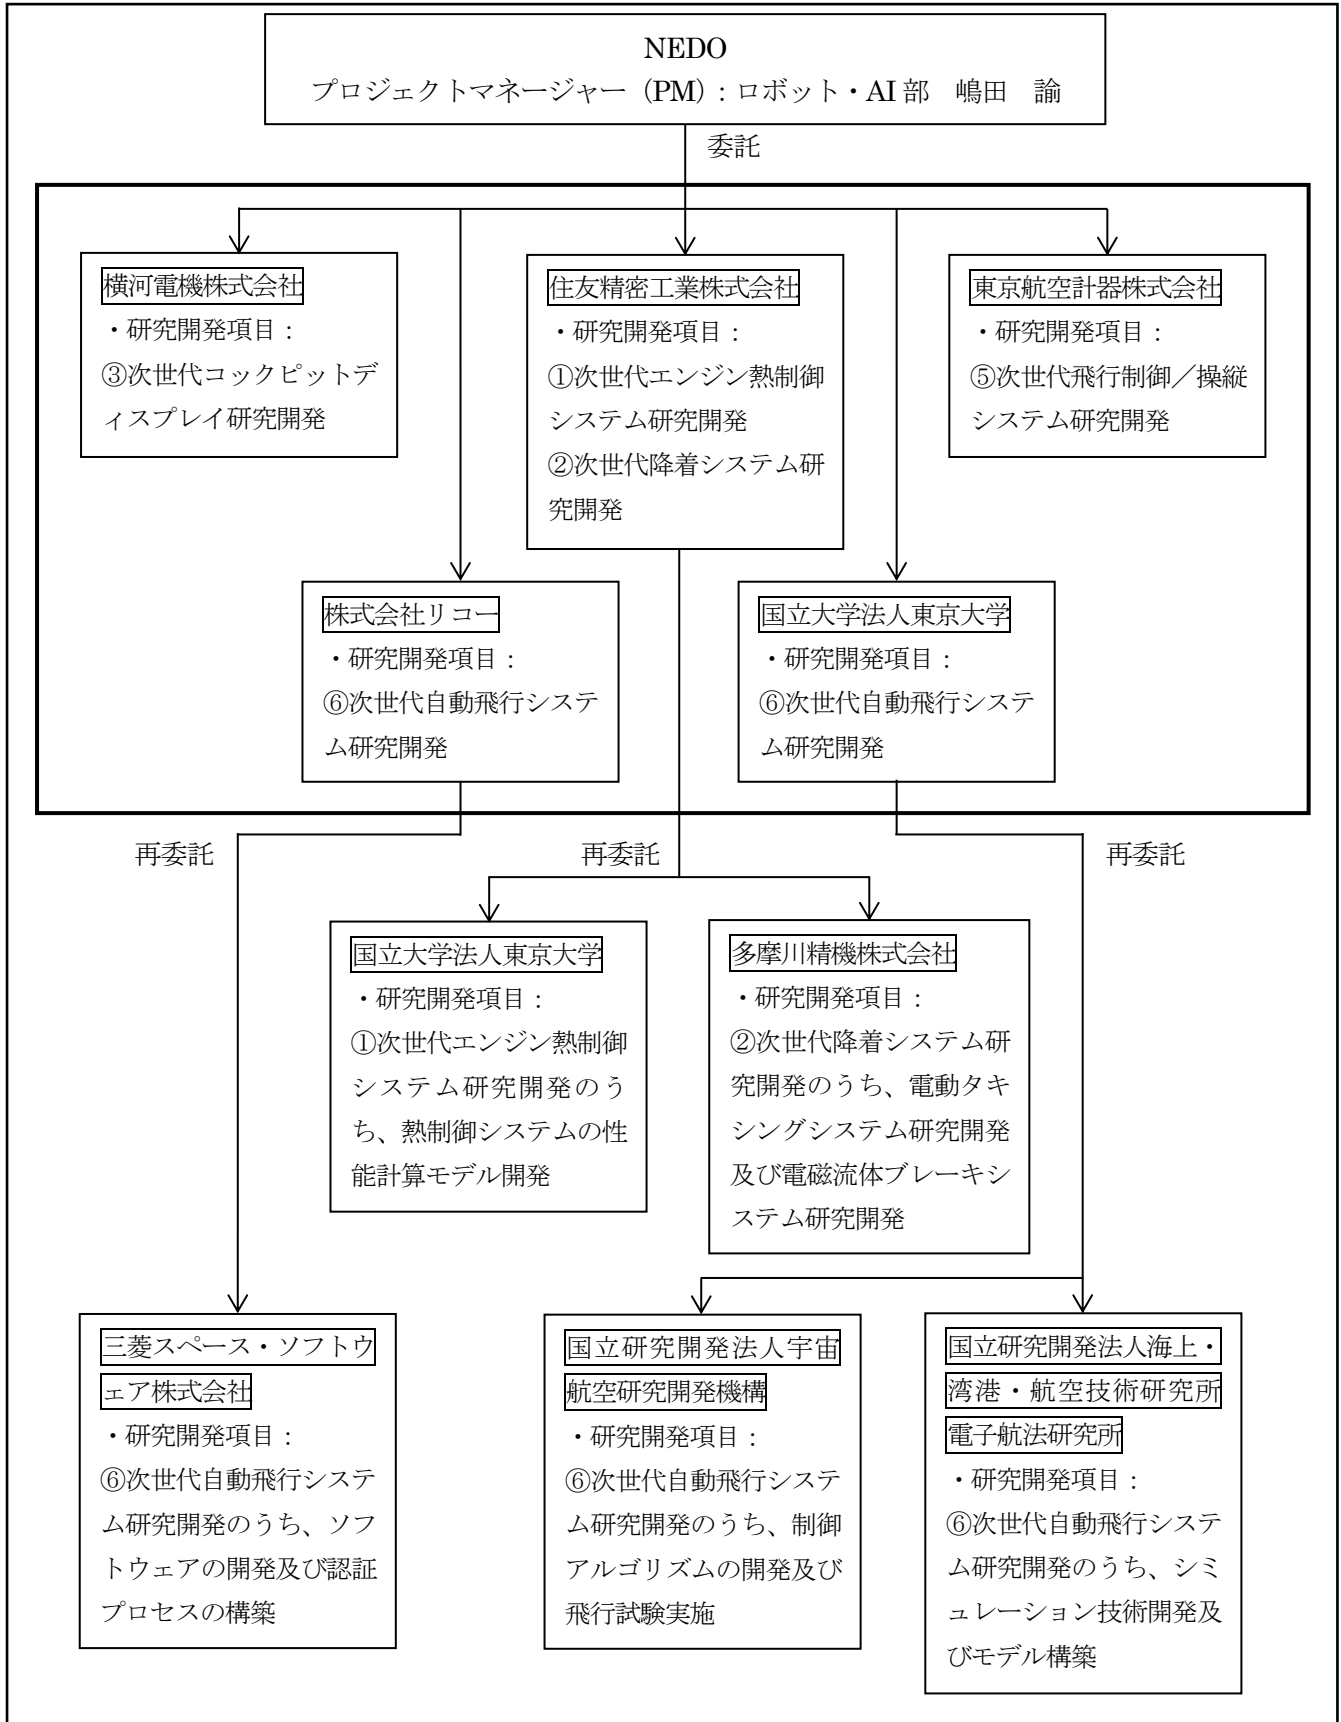 NEDO
プロジェクトマネージャー（PM）：ロボット・AI部　嶋田　諭
委託
横河電機株式会社
・研究開発項目：
③次世代コックピットデ
ィスプレイ研究開発
住友精密工業株式会社
・研究開発項目：
①次世代エンジン熱制御
システム研究開発
②次世代降着システム研
究開発
東京航空計器株式会社
・研究開発項目：
⑤次世代飛行制御／操縦
システム研究開発
株式会社リコー
・研究開発項目：
⑥次世代自動飛行システ
ム研究開発
国立大学法人東京大学
・研究開発項目：
⑥次世代自動飛行システ
ム研究開発
再委託
再委託
再委託
国立大学法人東京大学
・研究開発項目：
①次世代エンジン熱制御
システム研究開発のう
ち、熱制御システムの性
能計算モデル開発
多摩川精機株式会社
・研究開発項目：
②次世代降着システム研
究開発のうち、電動タキ
シングシステム研究開発
及び電磁流体ブレーキシ
ステム研究開発
三菱スペース・ソフトウ
ェア株式会社
・研究開発項目：
⑥次世代自動飛行システ
ム研究開発のうち、ソフ
トウェアの開発及び認証
プロセスの構築
国立研究開発法人宇宙
航空研究開発機構
・研究開発項目：
⑥次世代自動飛行システ
ム研究開発のうち、制御
アルゴリズムの開発及び
飛行試験実施
国立研究開発法人海上・
湾港・航空技術研究所
電子航法研究所
・研究開発項目：
⑥次世代自動飛行システ
ム研究開発のうち、シミ
ュレーション技術開発及
びモデル構築